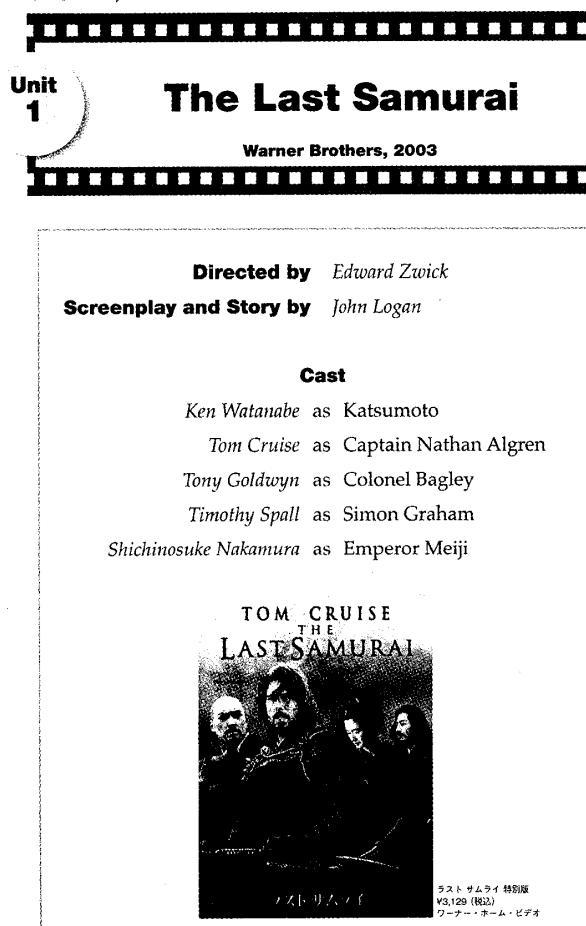 Unit
1
The Last Samurai
Warner Brothers, 2003
Directed by Edward Zwick
Screenplay and Story by John Logan
Cast
Ken Watanabe as Katsumoto
Tom Cruise as Captain Nathan Algren
Tony Goldwyn as Colonel Bagley
Timothy Spall as Simon Graham
Shichinosuke Nakamura as Emperor Meiji
TOM CRUISE
THE
LAST SAMURAI
ラスト サムライ
ラスト サムライ 特別版
¥3,129（税込）
ワーナー・ホーム・ビデオ